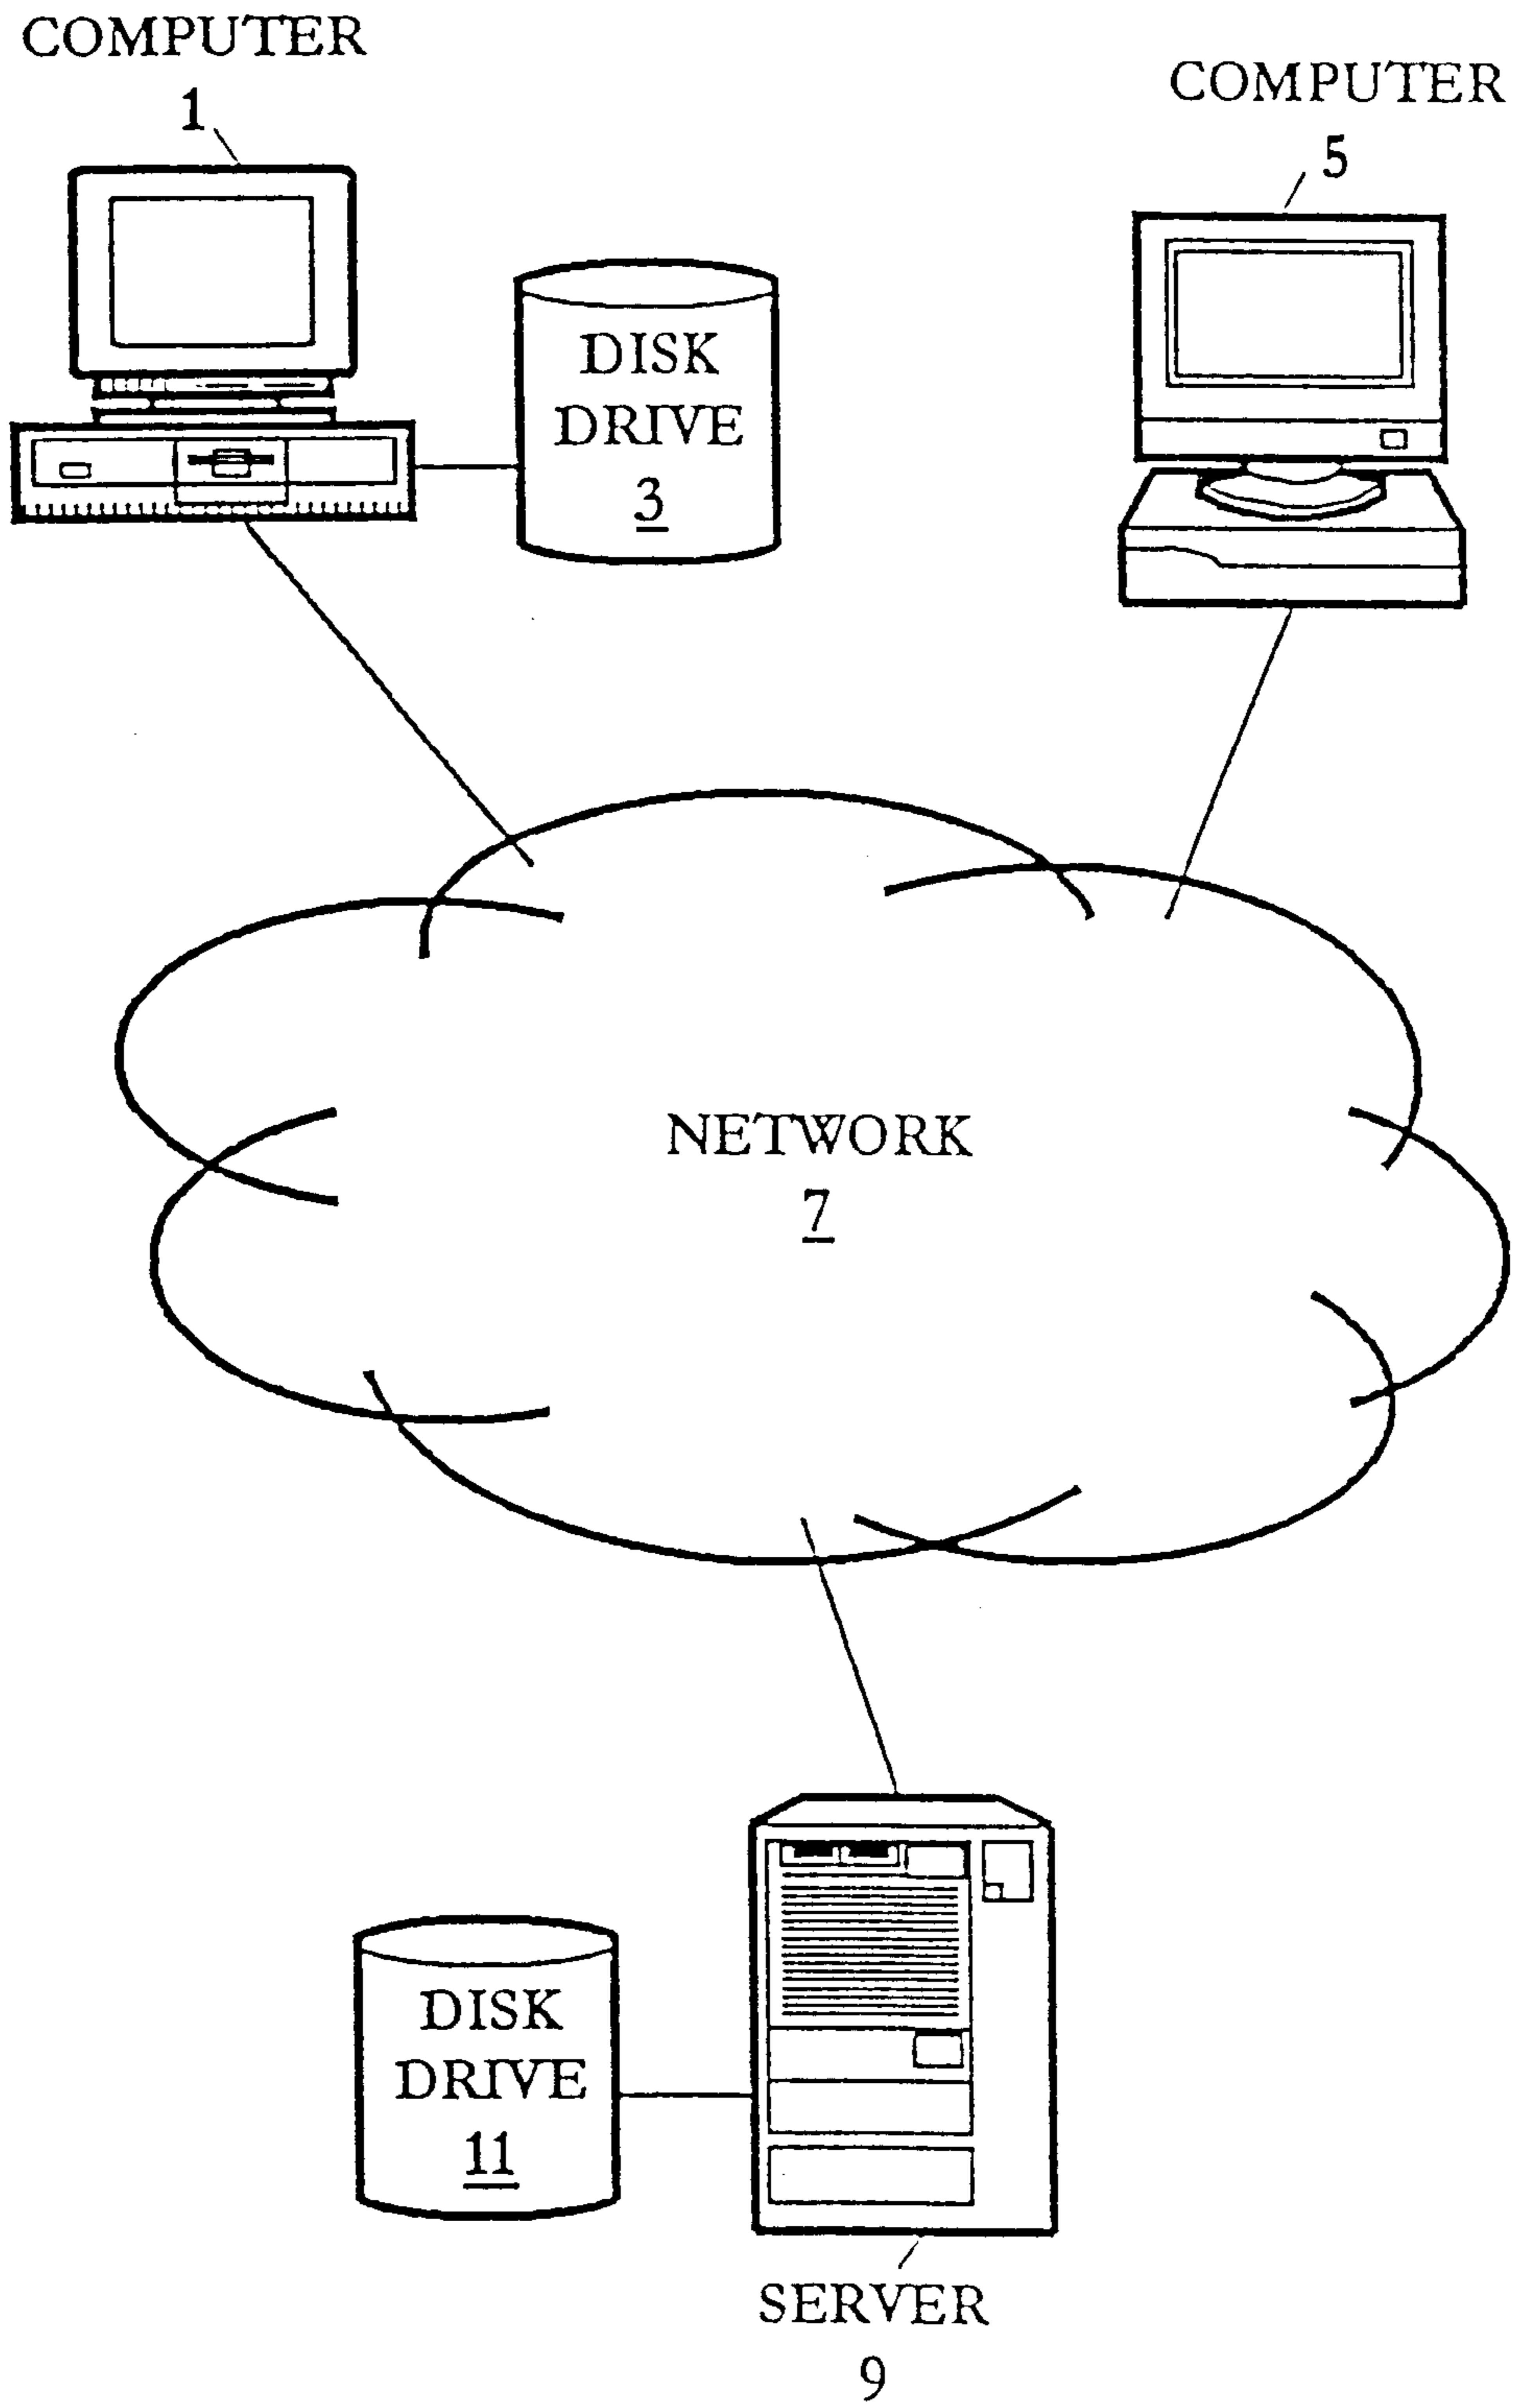 COMPUTER
1
COMPUTER
5
DISK
DRIVE
3
NETWORK
7
DISK
DRIVE
11
SERVER
9